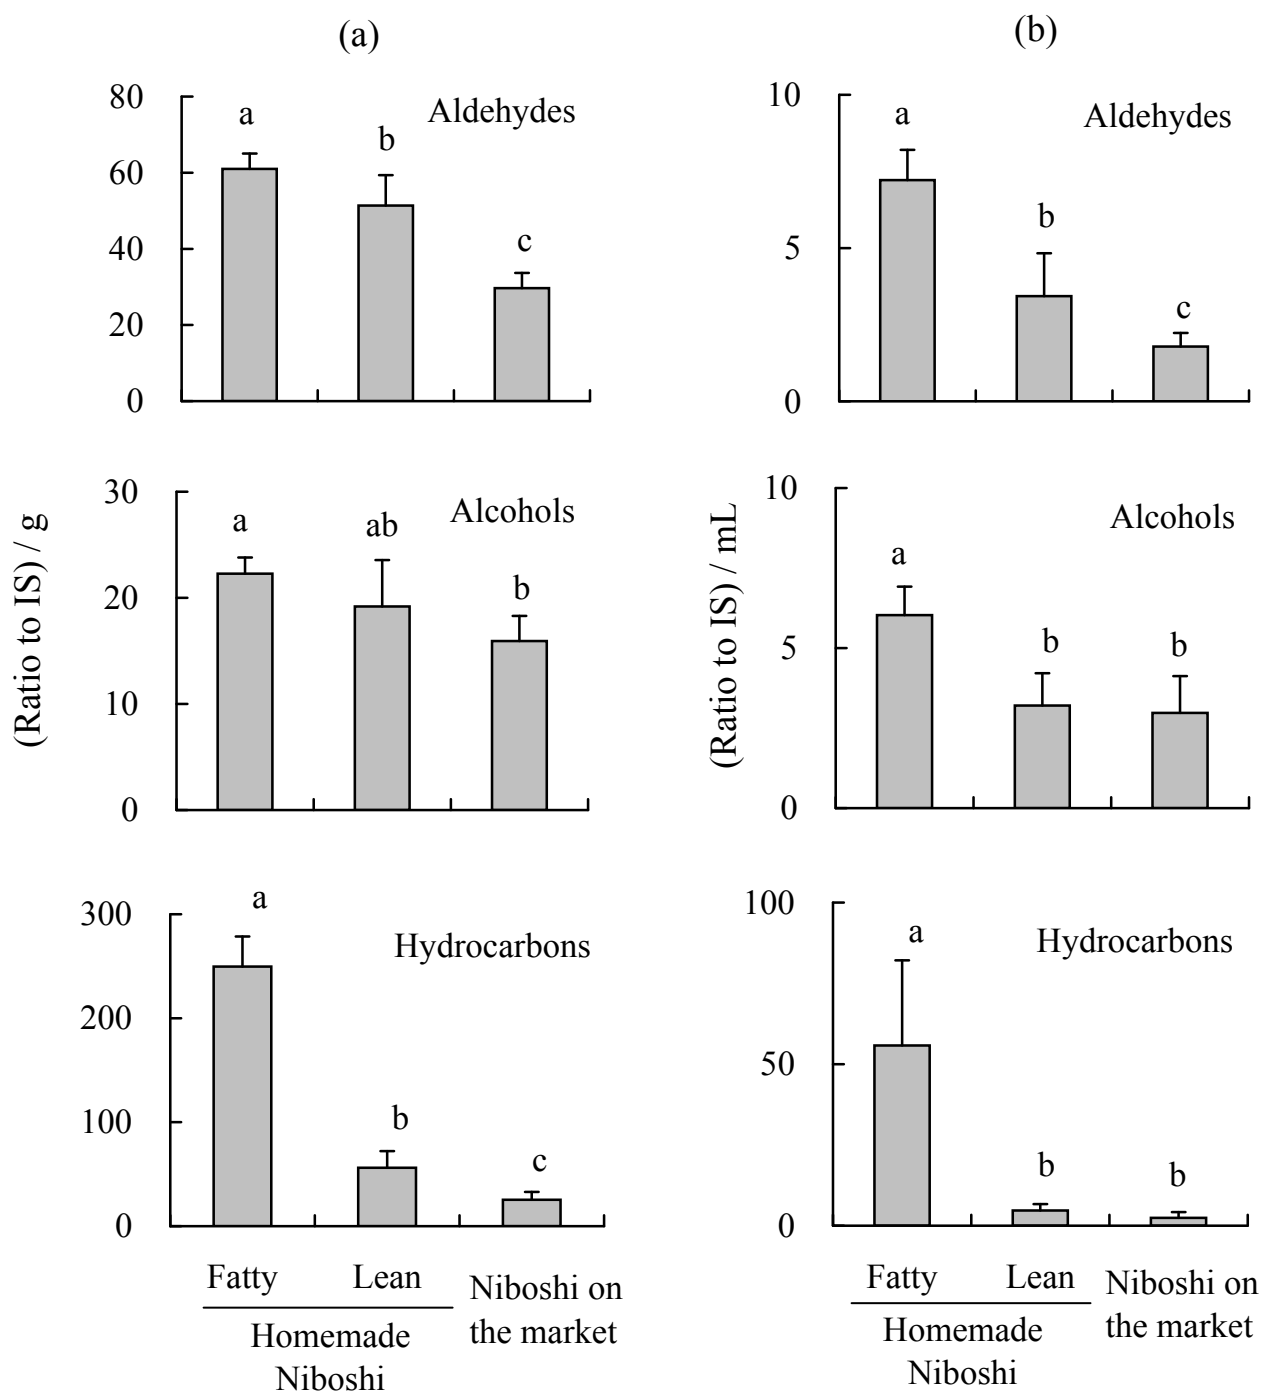 (a)
(b)
80
60
40
20
0
Aldehydes
a
b
c
10
5
0
Aldehydes
a
b
c
(Ratio to IS) / g
30
20
10
0
Alcohols
a
ab
b
(Ratio to IS) / mL
10
5
0
Alcohols
a
b
b
300
200
100
0
Hydrocarbons
a
b
c
100
50
0
Hydrocarbons
a
b
b
Fatty
Lean
Niboshi on
the market
Homemade
Niboshi
Fatty
Lean
Niboshi on
the market
Homemade
Niboshi